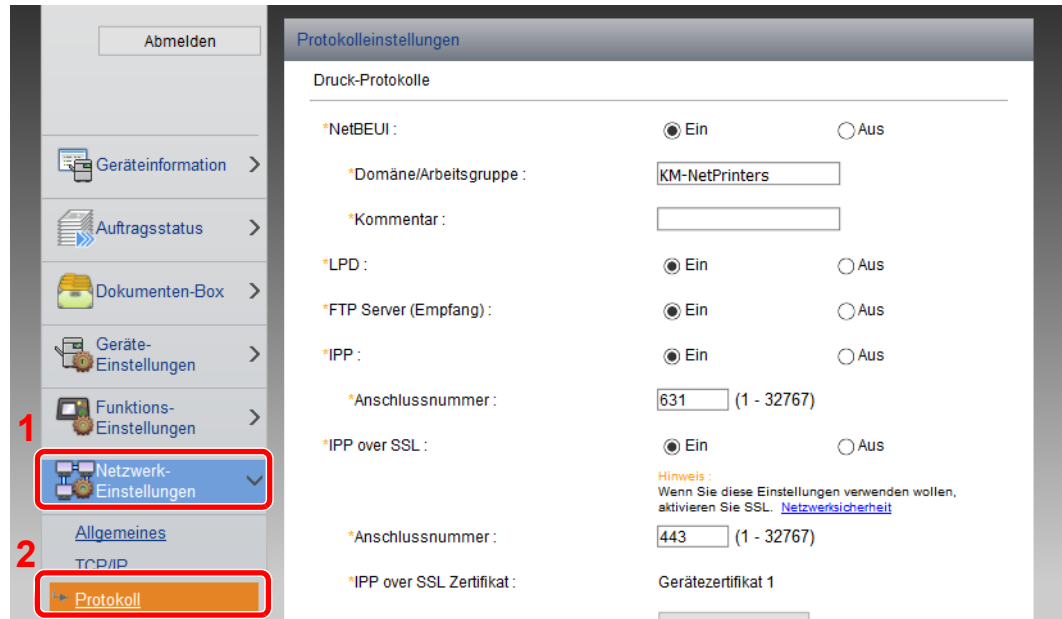 Abmelden
Geräteinformation
Auftragsstatus
Dokumenten-Box
Geräte-
Einstellungen
Funktions-
Einstellungen
1
Netzwerk-
Einstellungen
Allgemeines
2
TCP/IP
Protokoll
Protokolleinstellungen
Druck-Protokolle
*NetBEUI : Ein Aus
*Domäne/Arbeitsgruppe : KM-NetPrinters
*Kommentar :
*LPD : Ein Aus
*FTP Server (Empfang) : Ein Aus
*IPP : Ein Aus
*Anschlussnummer : 631 (1 - 32767)
*IPP over SSL : Ein Aus
Hinweis :
Wenn Sie diese Einstellungen verwenden wollen,
aktivieren Sie SSL. Netzwerksicherheit
*Anschlussnummer : 443 (1 - 32767)
*IPP over SSL Zertifikat : Gerätezertifikat 1